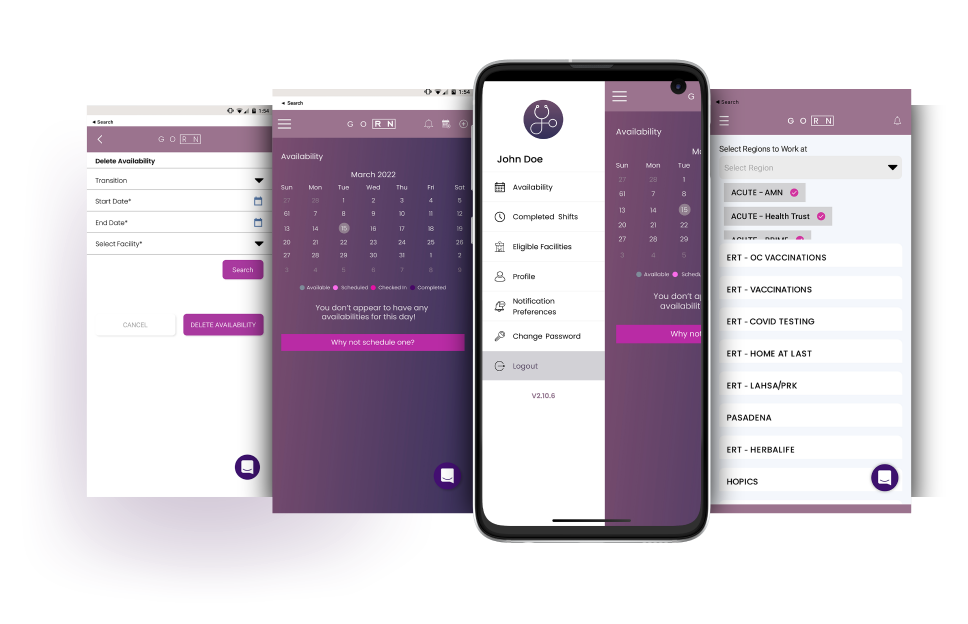 1:54
◂ Search
G O R N
Delete Availability
Transition
Start Date*
End Date*
Select Facility*
Search
CANCEL
DELETE AVAILABILITY
1:54
◂ Search
G O R N
Availability
March 2022
Sun Mon Tue Wed Thu Fri Sat
27 28 1 2 3 4 5
61 7 8 9 10 11 12
13 14 15 16 17 18 19
20 21 22 23 24 25 26
27 28 29 30 31 1 2
3 4 5 6 7 8 9
Available Scheduled Checked In Completed
You don't appear to have any
availabilities for this day!
Why not schedule one?
John Doe
Availability
Completed Shifts
Eligible Facilities
Profile
Notification
Preferences
Change Password
Logout
V2.10.6
G
Availability
Ma
Sun Mon Tue
27 28 1
61 7 8
13 14 15
20 21 22
27 28 29
3 4 5
Available Schedu
You don't ap
availabilit
Why not
◂ Search
G O R N
Select Regions to Work at
Select Region
ACUTE - AMN
ACUTE - Health Trust
ACUTE - PRIME
ERT - OC VACCINATIONS
ERT - VACCINATIONS
ERT - COVID TESTING
ERT - HOME AT LAST
ERT - LAHSA/PRK
PASADENA
ERT - HERBALIFE
HOPICS